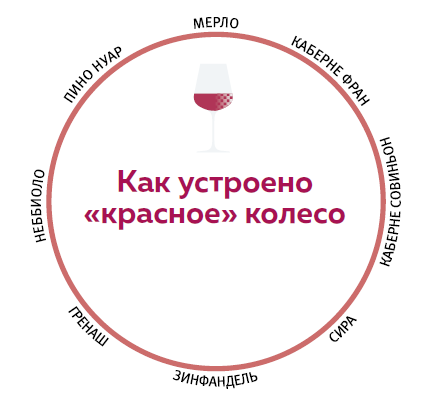 МЕРЛО
КАБЕРНЕ ФРАН
КАБЕРНЕ СОВИНЬОН
СИРА
ЗИНФАНДЕЛЬ
ГРЕНАШ
НЕББИОЛО
ПИНО НУАР
Как устроено
«красное» колесо